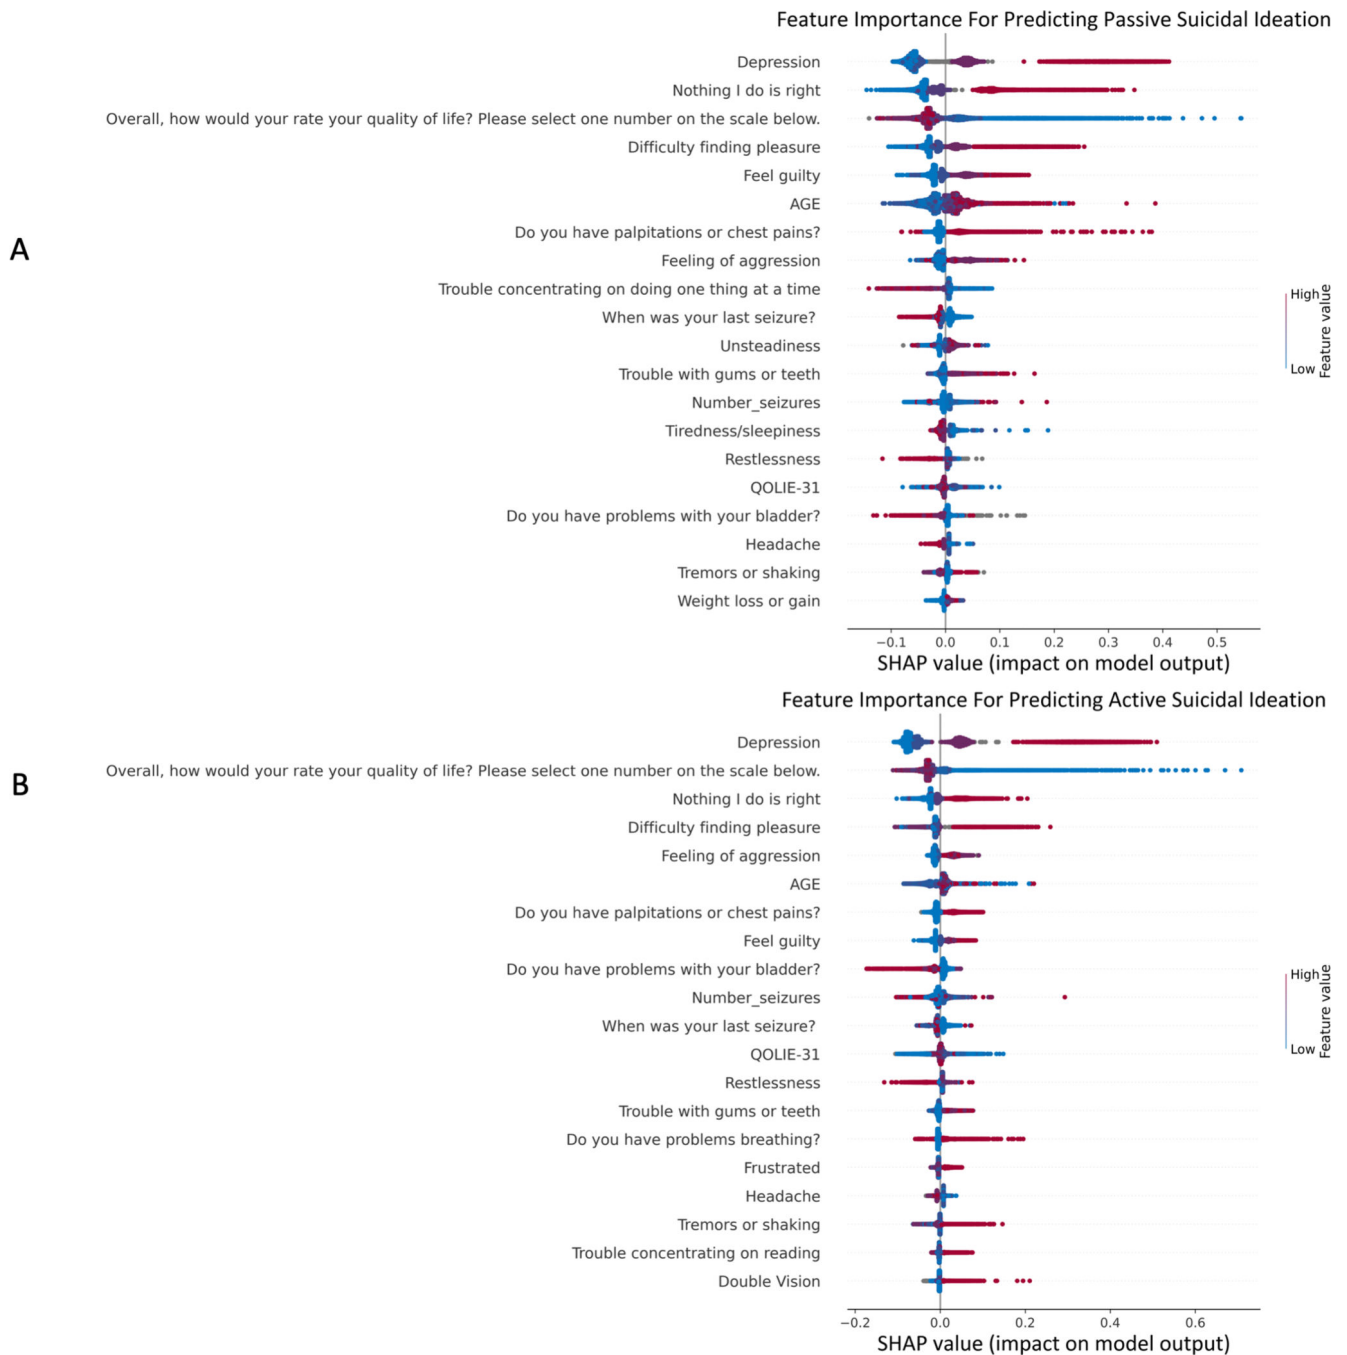 Feature Importance For Predicting Passive Suicidal Ideation
Depression
Nothing I do is right
Overall, how would your rate your quality of life? Please select one number on the scale below.
Difficulty finding pleasure
Feel guilty
AGE
A
Do you have palpitations or chest pains?
Feeling of aggression
Trouble concentrating on doing one thing at a time
High
When was your last seizure?
Unsteadiness
Feature value
Low
Trouble with gums or teeth
Number_seizures
Tiredness/sleepiness
Restlessness
QOLIE-31
Do you have problems with your bladder?
Headache
Tremors or shaking
Weight loss or gain
−0.1 0.0 0.1 0.2 0.3 0.4 0.5
SHAP value (impact on model output)
Feature Importance For Predicting Active Suicidal Ideation
Depression
Overall, how would your rate your quality of life? Please select one number on the scale below.
B
Nothing I do is right
Difficulty finding pleasure
Feeling of aggression
AGE
Do you have palpitations or chest pains?
Feel guilty
Do you have problems with your bladder?
High
Number_seizures
When was your last seizure?
Feature value
Low
QOLIE-31
Restlessness
Trouble with gums or teeth
Do you have problems breathing?
Frustrated
Headache
Tremors or shaking
Trouble concentrating on reading
Double Vision
−0.2 0.0 0.2 0.4 0.6
SHAP value (impact on model output)